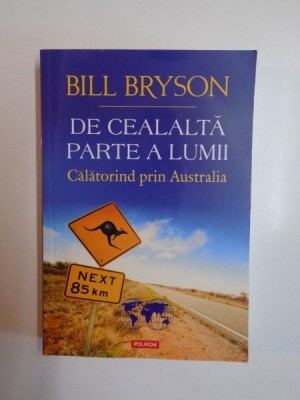 BILL BRYSON
DE CEALALTĂ
PARTE A LUMII
Călătorind prin Australia
NEXT
85 km
POLIROM